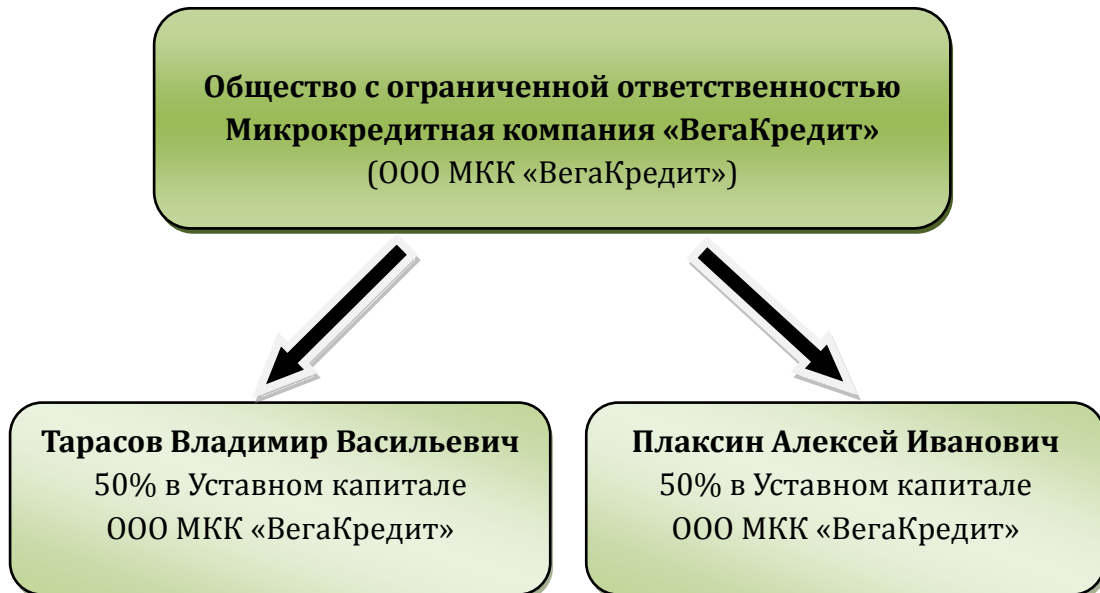 Общество с ограниченной ответственностью
Микрокредитная компания «ВегаКредит»
(ООО МКК «ВегаКредит»)
Тарасов Владимир Васильевич
50% в Уставном капитале
ООО МКК «ВегаКредит»
Плаксин Алексей Иванович
50% в Уставном капитале
ООО МКК «ВегаКредит»